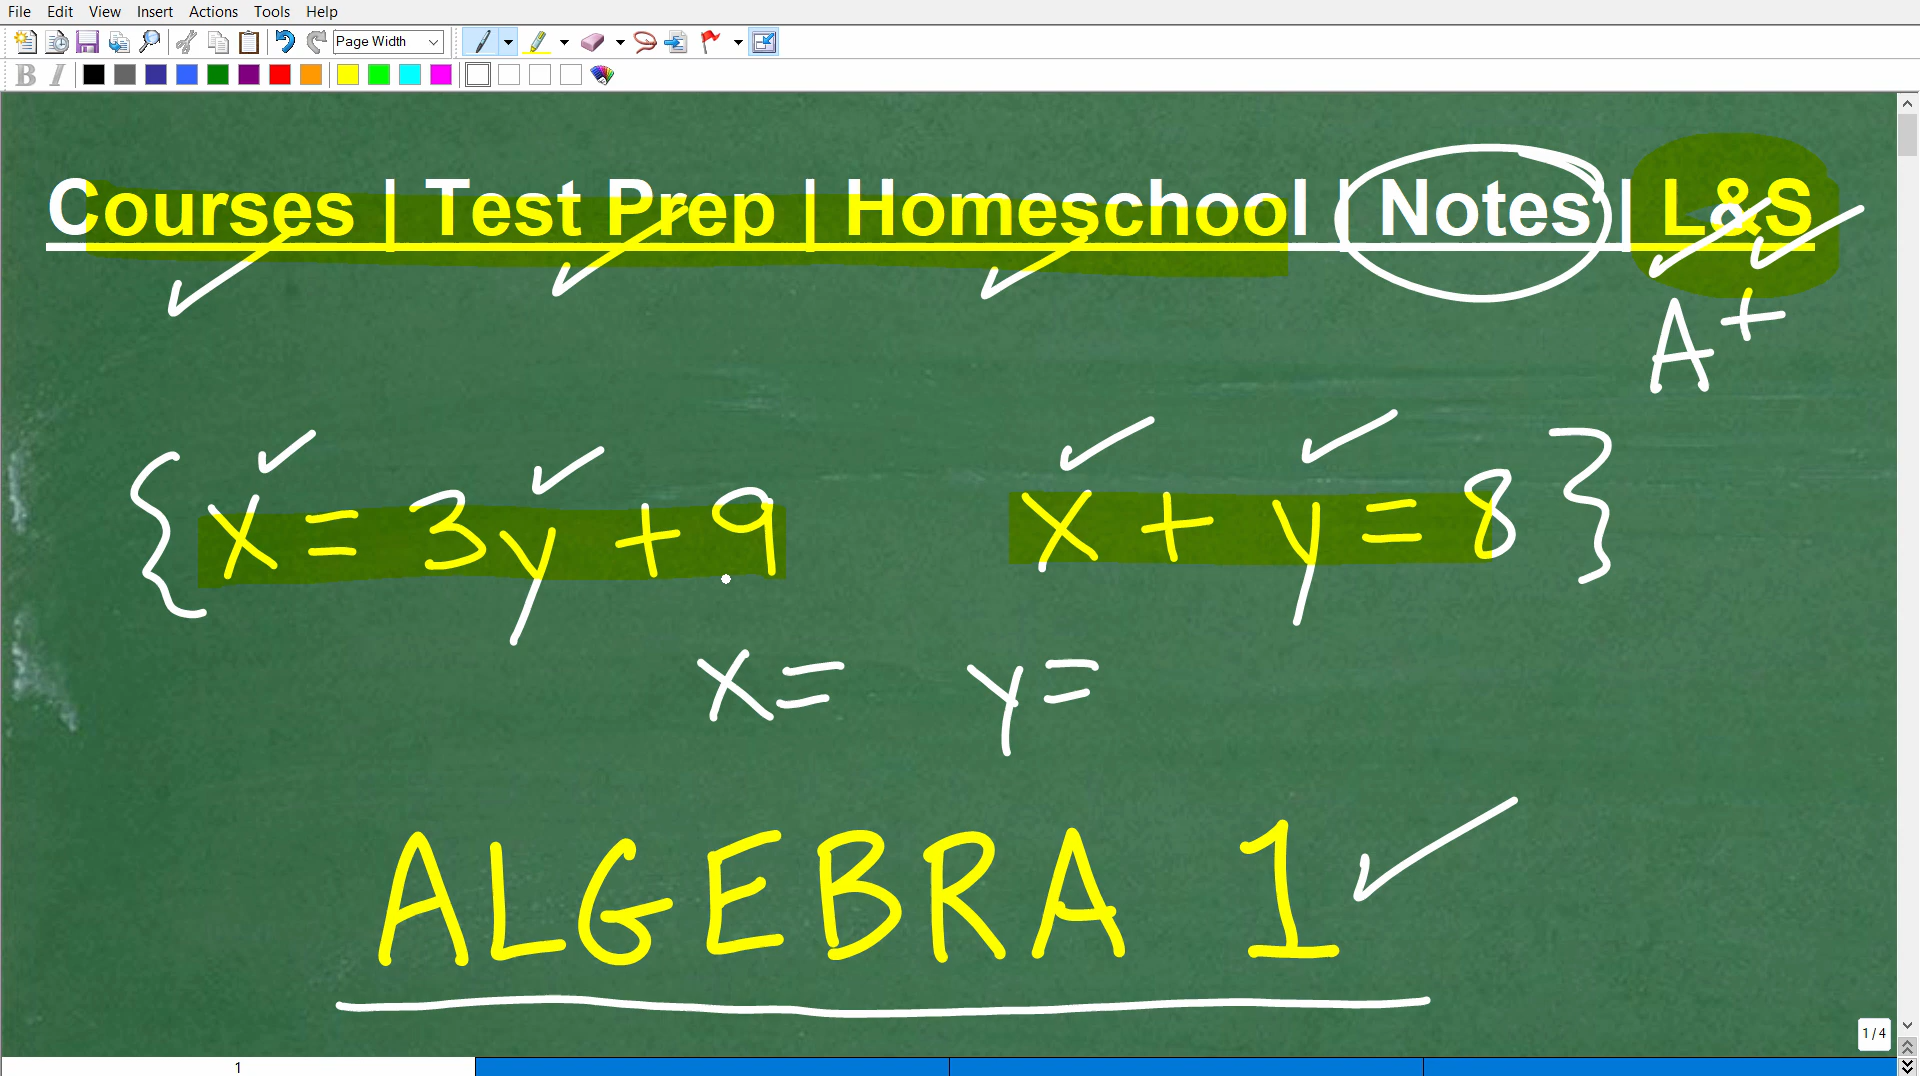 File Edit View Insert Actions Tools Help
Page Width
B I
Courses | Test Prep | Homeschool | Notes | L&S
A+
{ x = 3y + 9 x + y = 8 }
x= y=
ALGEBRA 1
1 / 4
1